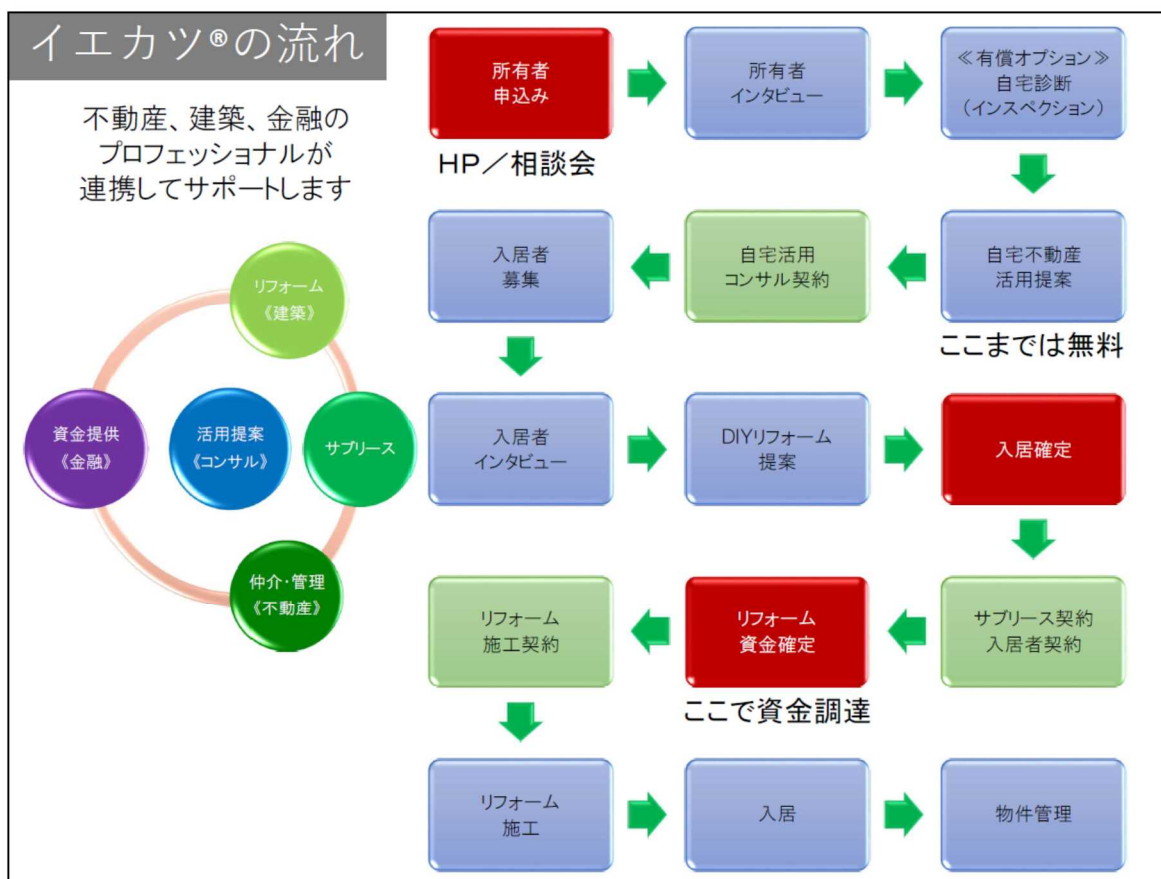 イエカツ®の流れ
不動産、建築、金融の
プロフェッショナルが
連携してサポートします
リフォーム
《建築》
資金提供
《金融》
活用提案
《コンサル》
サブリース
仲介・管理
《不動産》
所有者
申込み
HP／相談会
所有者
インタビュー
≪有償オプション≫
自宅診断
(インスペクション)
自宅不動産
活用提案
ここまでは無料
自宅活用
コンサル契約
入居者
募集
入居者
インタビュー
DIYリフォーム
提案
入居確定
サブリース契約
入居者契約
リフォーム
資金確定
ここで資金調達
リフォーム
施工契約
リフォーム
施工
入居
物件管理